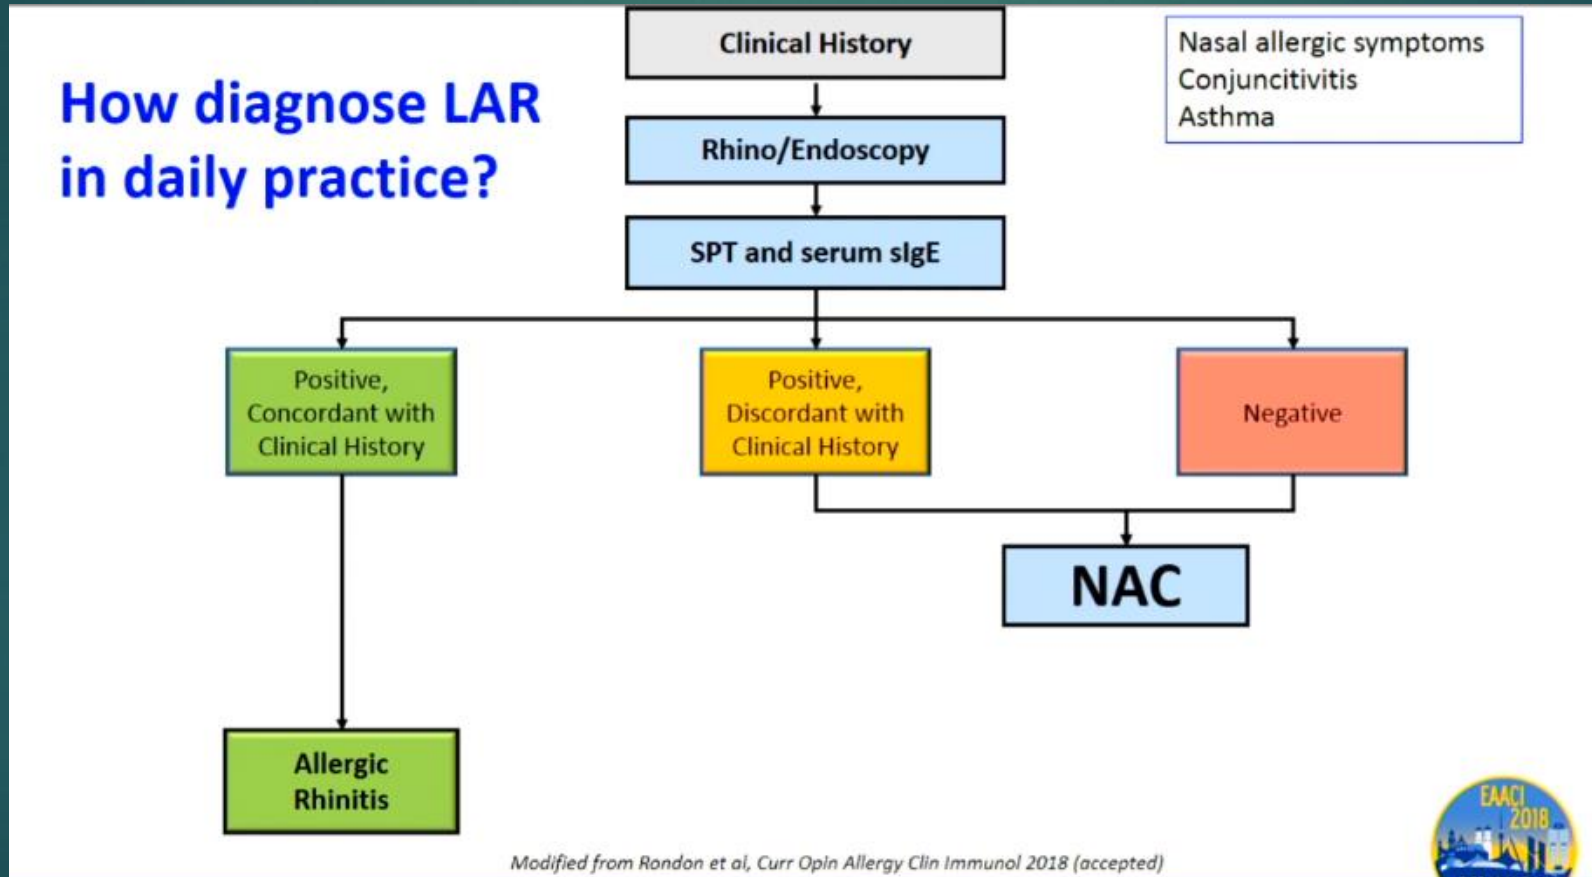 How diagnose LAR
in daily practice?
Clinical History
Nasal allergic symptoms
Conjuncitivitis
Asthma
Rhino/Endoscopy
SPT and serum sIgE
Positive,
Concordant with
Clinical History
Positive,
Discordant with
Clinical History
Negative
NAC
Allergic
Rhinitis
Modified from Rondon et al, Curr Opin Allergy Clin Immunol 2018 (accepted)
EAACI
2018